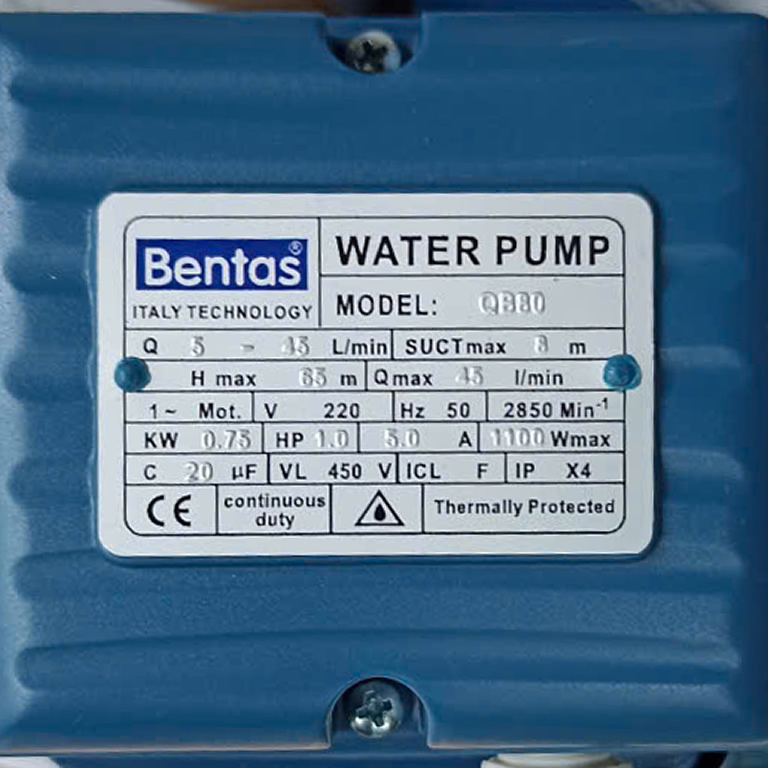 Bentas®
ITALY TECHNOLOGY
WATER PUMP
MODEL: QB80
Q 5 - 45 L/min SUCTmax 8 m
H max 65 m Qmax 45 l/min
1~ Mot. V 220 Hz 50 2850 Min⁻¹
KW 0.75 HP 1.0 5.0 A 1100 Wmax
C 20 µF VL 450 V ICL F IP X4
CE continuous duty Thermally Protected